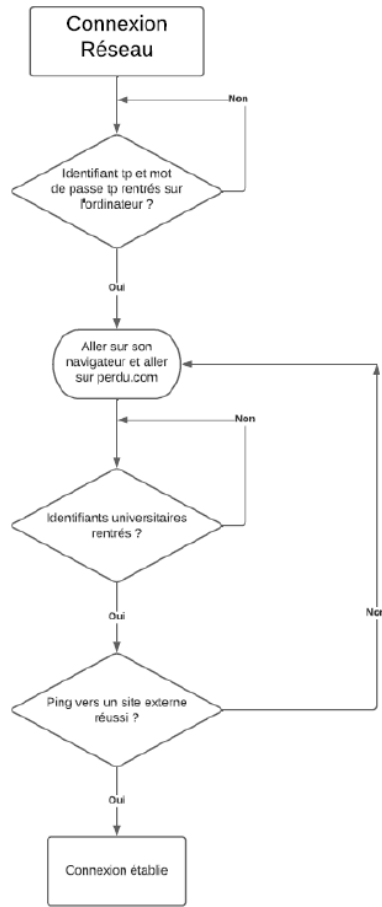 Connexion
Réseau
Non
Identifiant tp et mot
de passe tp rentrés sur
l'ordinateur ?
Oui
Aller sur son
navigateur et aller
sur perdu.com
Non
Identifiants universitaires
rentrés ?
Oui
Non
Ping vers un site externe
réussi ?
Oui
Connexion établie